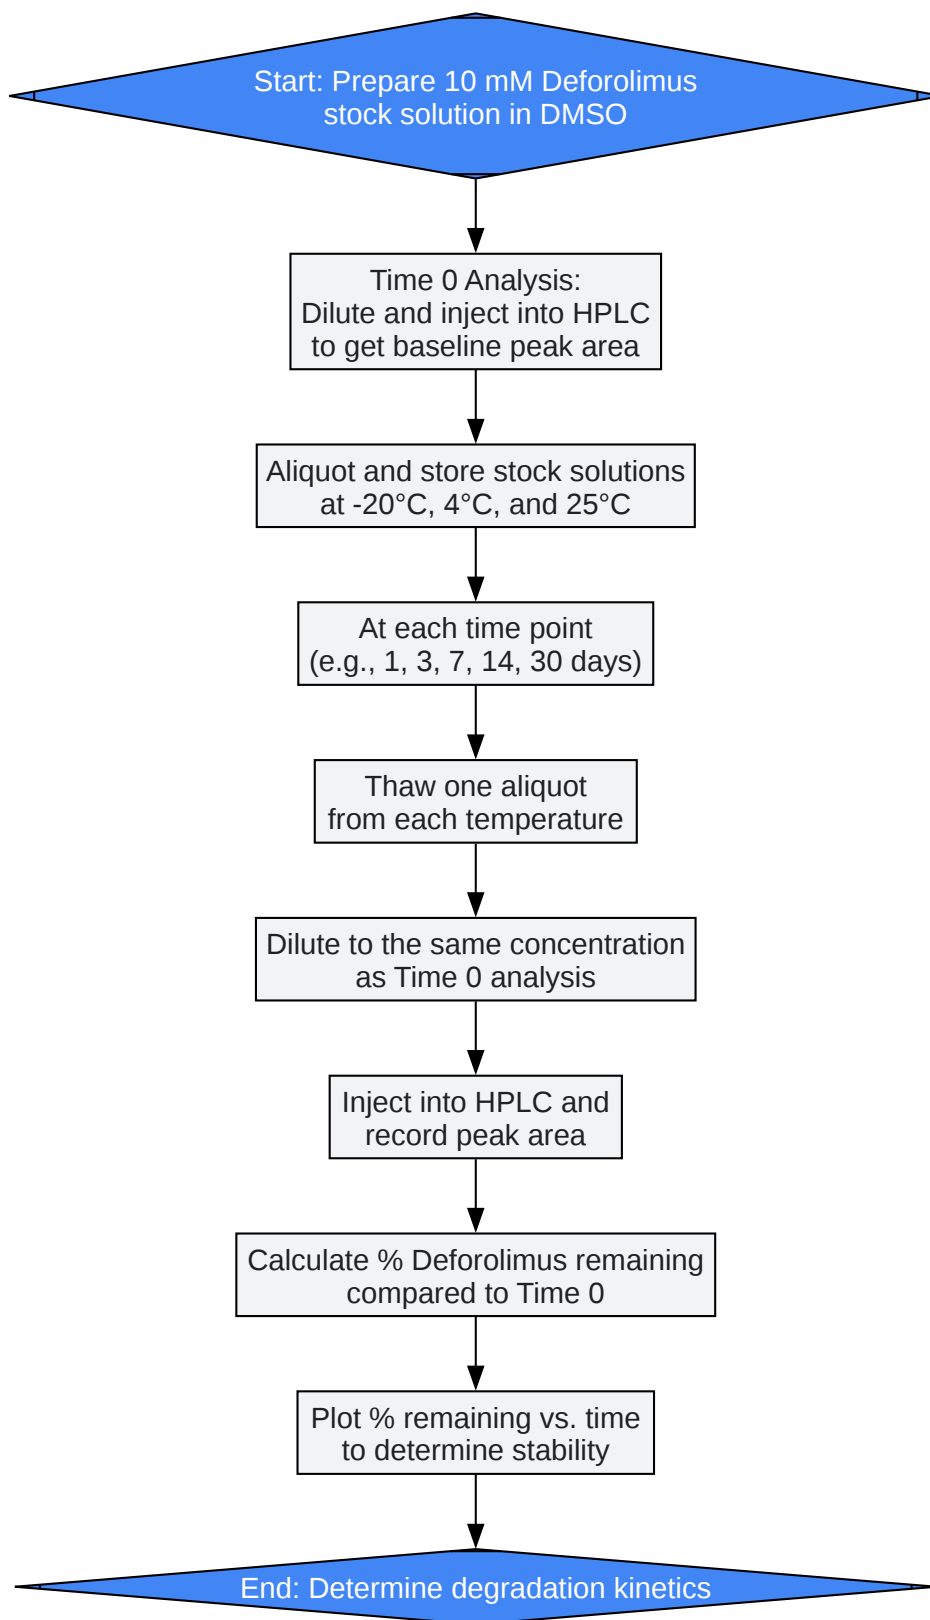 Start: Prepare 10 mM Deforolimus
stock solution in DMSO
Time 0 Analysis:
Dilute and inject into HPLC
to get baseline peak area
Aliquot and store stock solutions
at -20°C, 4°C, and 25°C
At each time point
(e.g., 1, 3, 7, 14, 30 days)
Thaw one aliquot
from each temperature
Dilute to the same concentration
as Time 0 analysis
Inject into HPLC and
record peak area
Calculate % Deforolimus remaining
compared to Time 0
Plot % remaining vs. time
to determine stability
End: Determine degradation kinetics